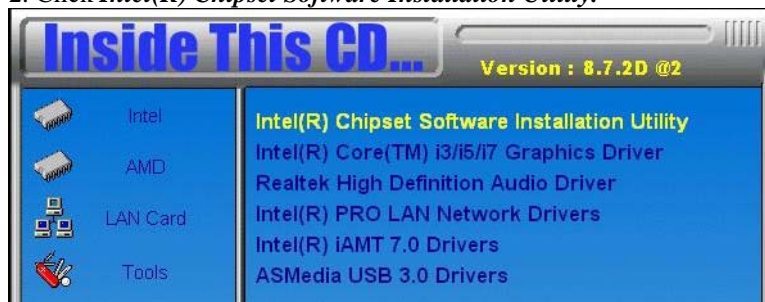 2. Click Intel(R) Chipset Software Installation Utility.
Inside This CD...
Version : 8.7.2D @2
Intel
AMD
LAN Card
Tools
Intel(R) Chipset Software Installation Utility
Intel(R) Core(TM) i3/i5/i7 Graphics Driver
Realtek High Definition Audio Driver
Intel(R) PRO LAN Network Drivers
Intel(R) iAMT 7.0 Drivers
ASMedia USB 3.0 Drivers